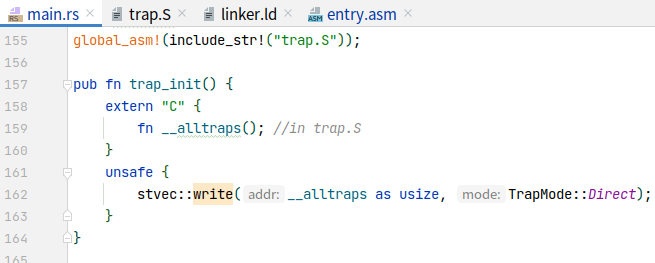 main.rs trap.S linker.ld entry.asm
155 global_asm!(include_str!("trap.S"));
156
157 pub fn trap_init() {
158     extern "C" {
159         fn __alltraps(); //in trap.S
160     }
161     unsafe {
162         stvec::write( addr: __alltraps as usize, mode: TrapMode::Direct);
163     }
164 }
165